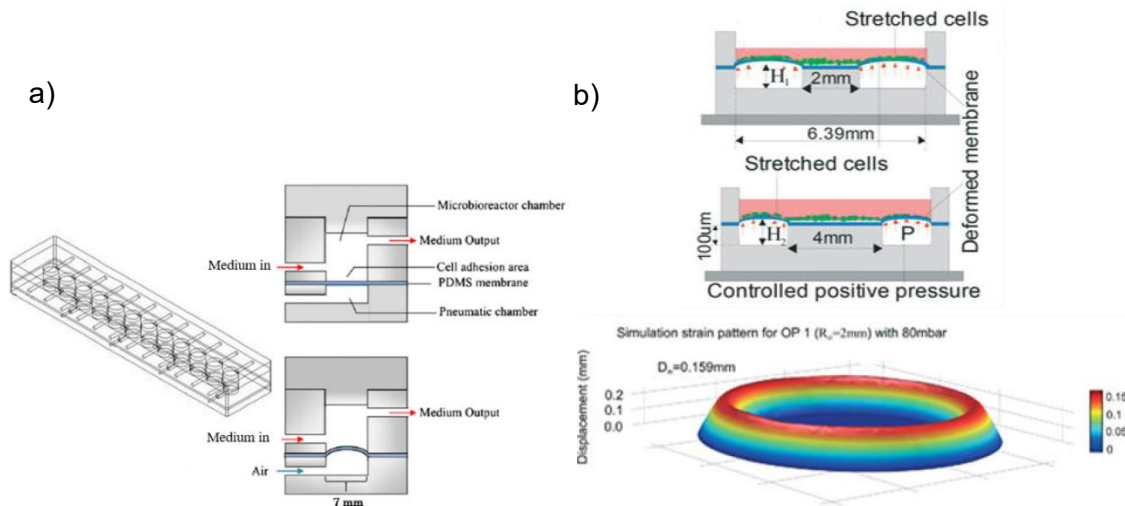 a)
Microbioreactor chamber
Medium Output
Medium in
Cell adhesion area
PDMS membrane
Pneumatic chamber
Medium Output
Medium in
Air
7 mm
b)
Stretched cells
H₁
2mm
6.39mm
Stretched cells
Deformed membrane
100um
H₂
4mm
P
Controlled positive pressure
Simulation strain pattern for OP 1 (Rₒ=2mm) with 80mbar
=0.159mm
Displacement (mm)
0.2
0.1
0.0
0.15
0.1
0.05
0